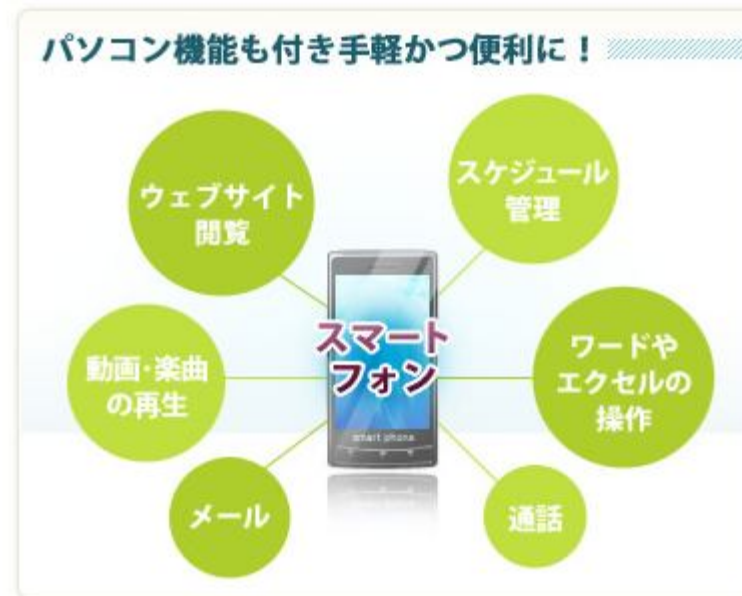 パソコン機能も付き手軽かつ便利に！
ウェブサイト
閲覧
スケジュール
管理
スマート
フォン
動画・楽曲
の再生
ワードや
エクセルの
操作
smart phone
メール
通話